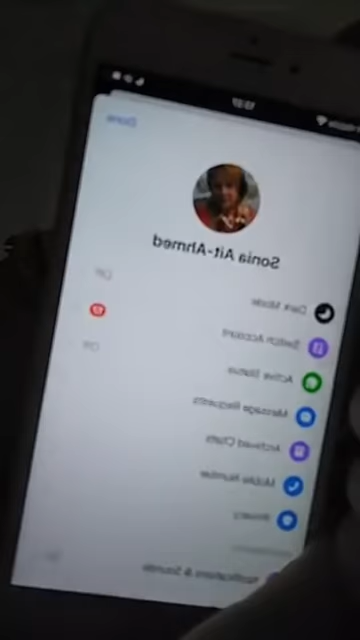 Done
Sonia Ait-Ahmed
Dark Mode
Off
Switch Account
Active Status
Off
Message Requests
Archived Chats
Mobile Number
Privacy
Notifications & Sounds